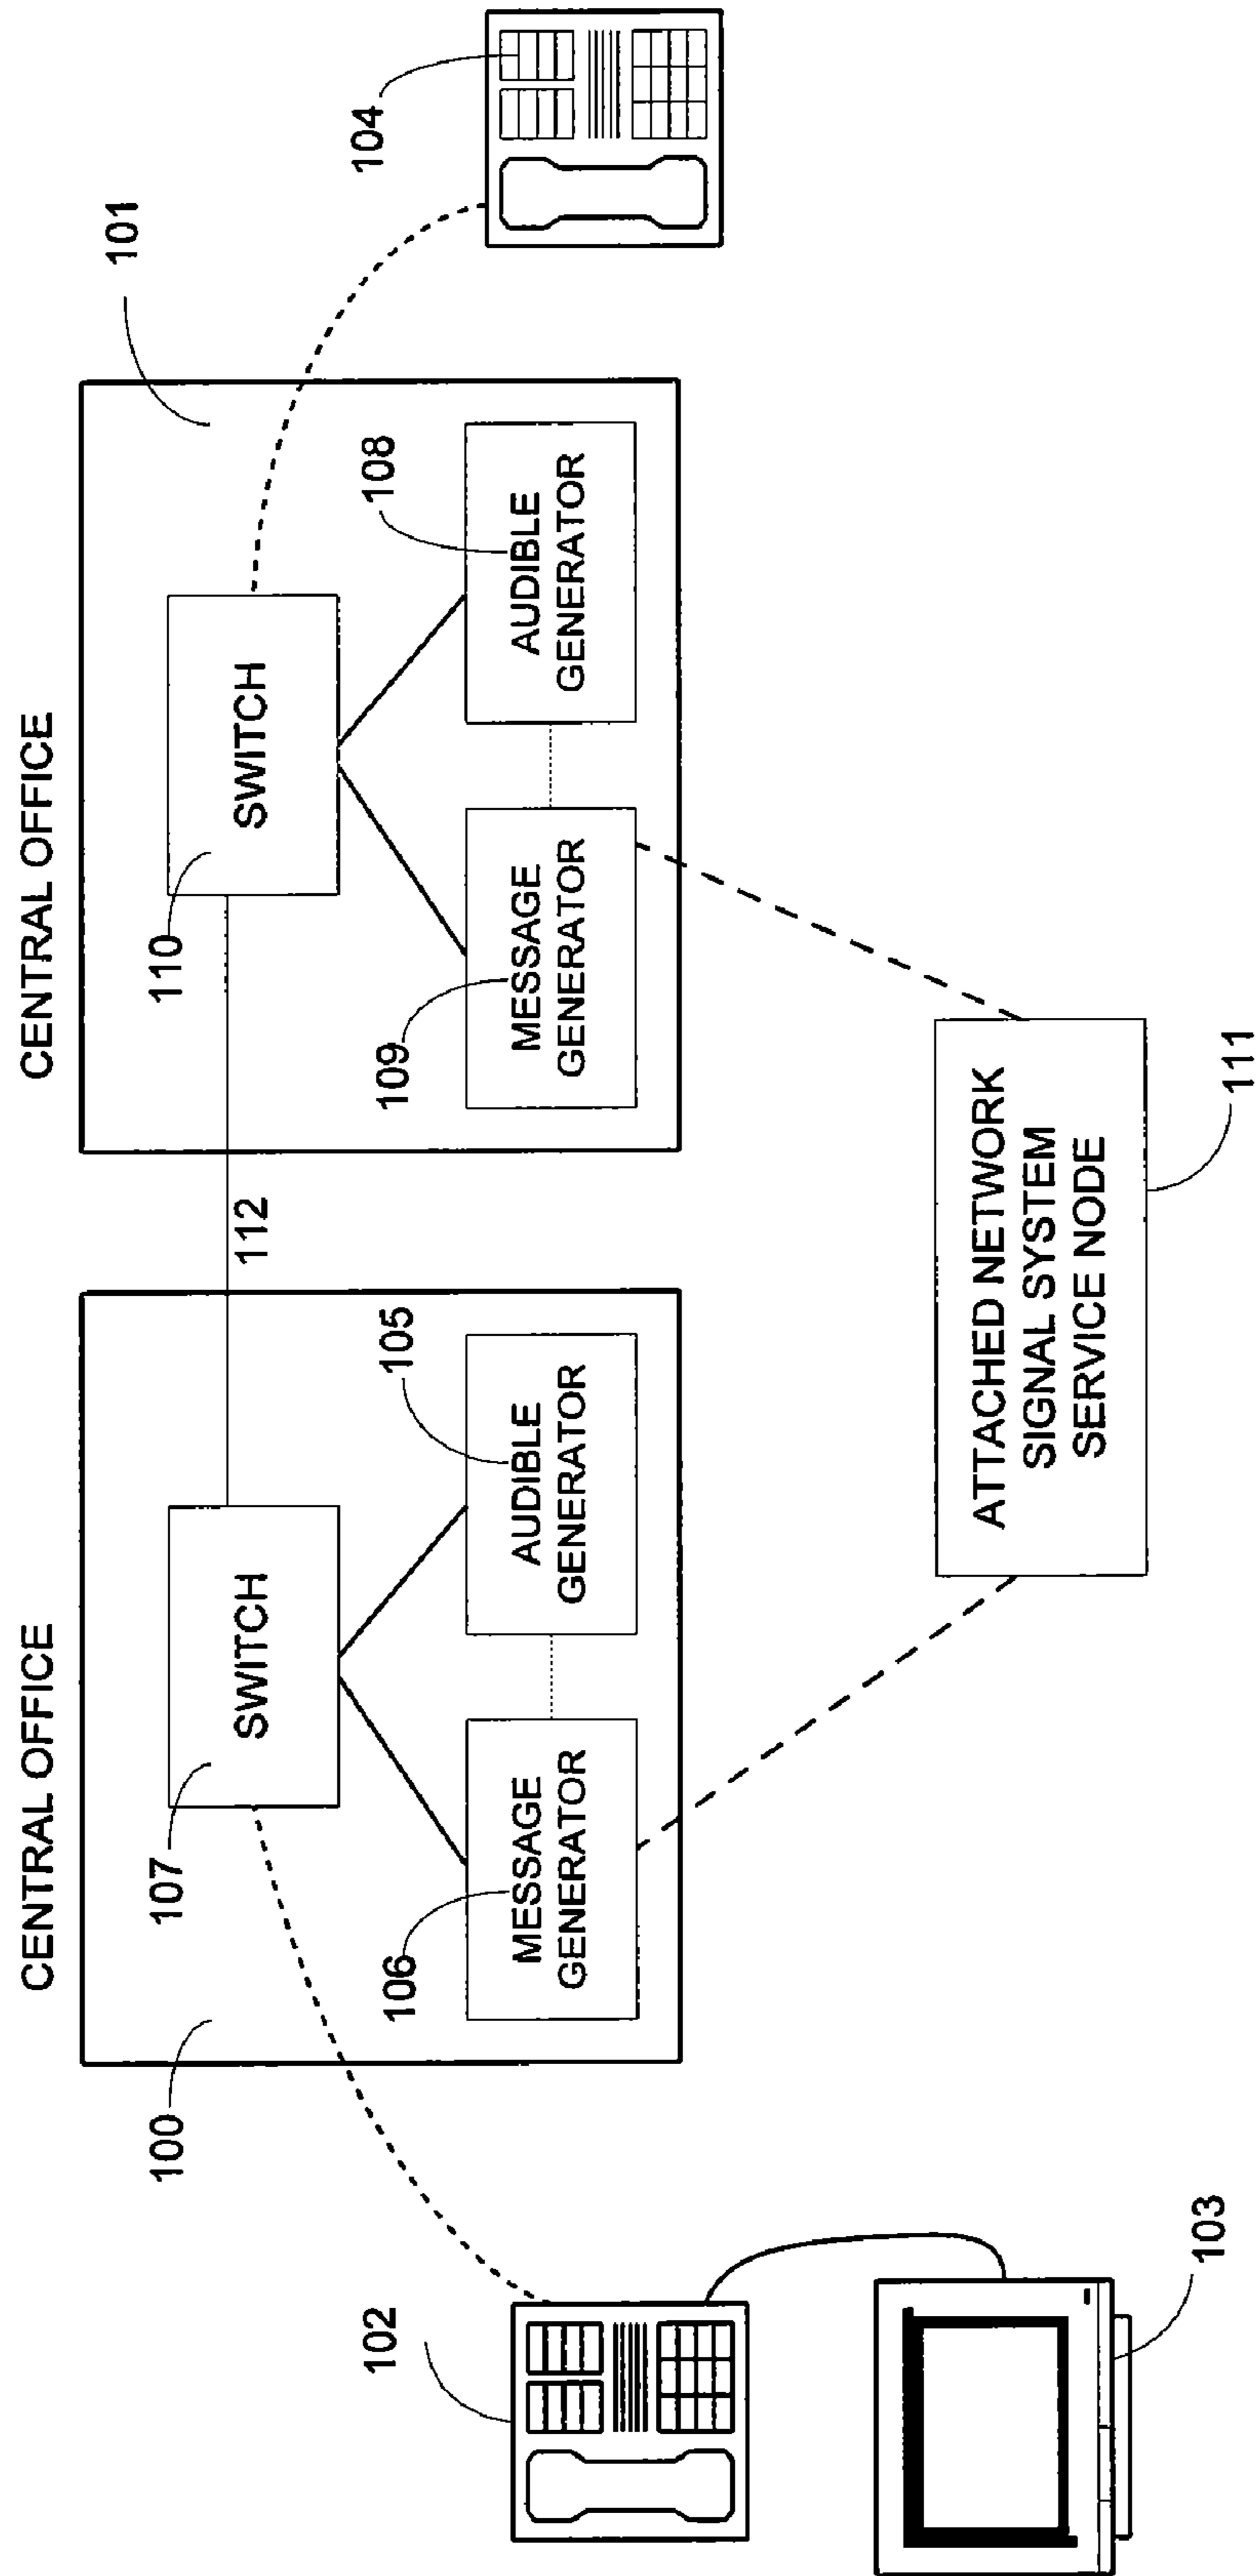 CENTRAL OFFICE
CENTRAL OFFICE
100
107
SWITCH
112
110
SWITCH
101
106
MESSAGE
GENERATOR
105
AUDIBLE
GENERATOR
109
MESSAGE
GENERATOR
108
AUDIBLE
GENERATOR
104
102
103
ATTACHED NETWORK
SIGNAL SYSTEM
SERVICE NODE
111